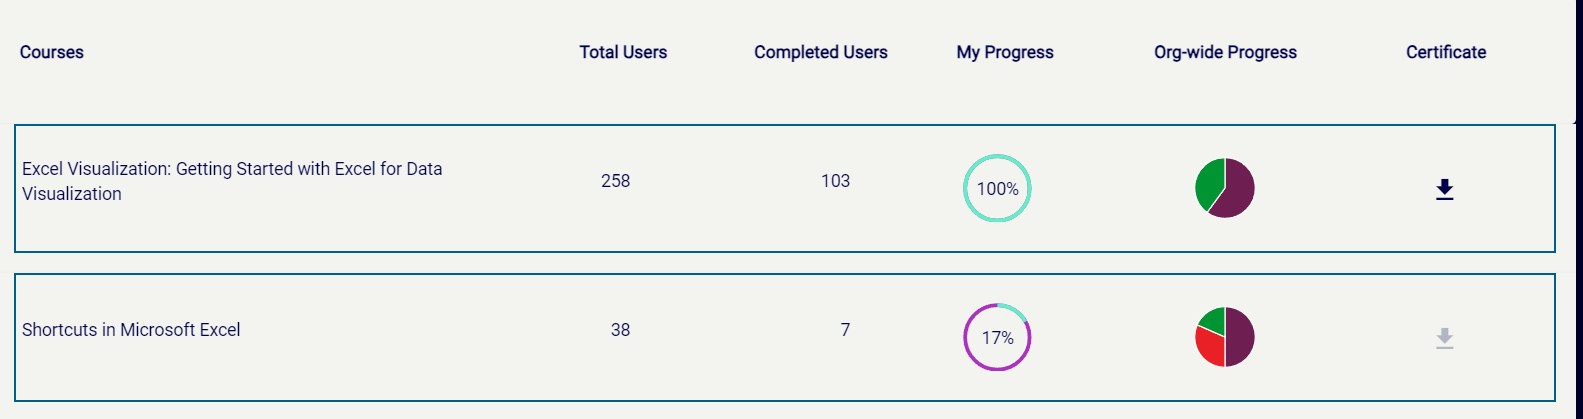 Courses Total Users Completed Users My Progress Org-wide Progress Certificate
Excel Visualization: Getting Started with Excel for Data
Visualization
258 103 100%
Shortcuts in Microsoft Excel 38 7 17%